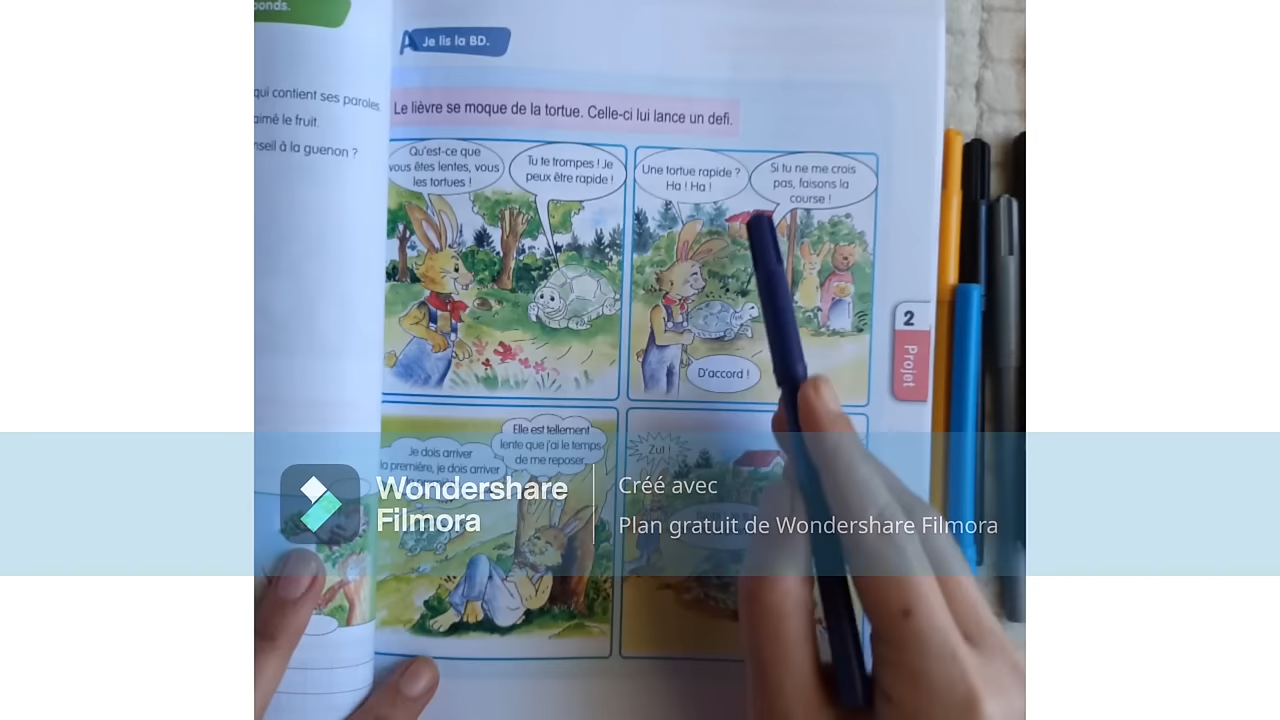 onds.
Je lis la BD.
qui contient ses paroles.
aimé le fruit.
nseil à la guenon ?
Le lièvre se moque de la tortue. Celle-ci lui lance un defi.
Qu'est-ce que
vous êtes lentes, vous
les tortues !
Tu te trompes ! Je
peux être rapide !
Une tortue rapide ?
Ha ! Ha !
Si tu ne me crois
pas, faisons la
course !
D'accord !
2
Projet
Je dois arriver
la première, je dois arriver
Elle est tellement
lente que j'ai le temps
de me reposer
Zut !
Wondershare
Filmora
Créé avec
Plan gratuit de Wondershare Filmora